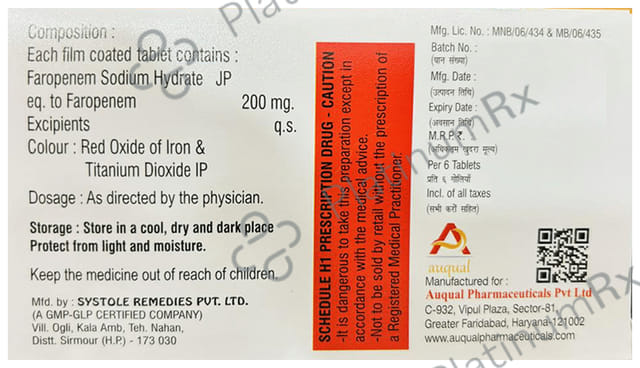 Composition :
Each film coated tablet contains :
Faropenem Sodium Hydrate JP
eq. to Faropenem 200 mg.
Excipients q.s.
Colour : Red Oxide of Iron &
Titanium Dioxide IP
Dosage : As directed by the physician.
Storage : Store in a cool, dry and dark place
Protect from light and moisture.
Keep the medicine out of reach of children
Mfd. by : SYSTOLE REMEDIES PVT. LTD.
(A GMP-GLP CERTIFIED COMPANY)
Vill. Ogli, Kala Amb, Teh. Nahan,
Distt. Sirmour (H.P.) - 173 030
SCHEDULE H1 PRESCRIPTION DRUG - CAUTION
-It is dangerous to take this preparation except in
accordance with the medical advice.
-Not to be sold by retail without the prescription of
a Registered Medical Practitioner.
Mfg. Lic. No. : MNB/06/434 & MB/06/435
Batch No. :
(घान संख्या)
Mfg. Date :
(उत्पादन तिथि)
Expiry Date :
(अवसान तिथि)
M.R.P.₹ :
(अधिकतम खुदरा मूल्य)
Per 6 Tablets
प्रति ६ गोलियाँ
Incl. of all taxes
(सभी करों सहित)
auqual
Manufactured for :
Auqual Pharmaceuticals Pvt Ltd
C-932, Vipul Plaza, Sector-81,
Greater Faridabad, Haryana-121002
www.auqualpharmaceuticals.com
PlatinumRx
PlatinumRx
PlatinumRx